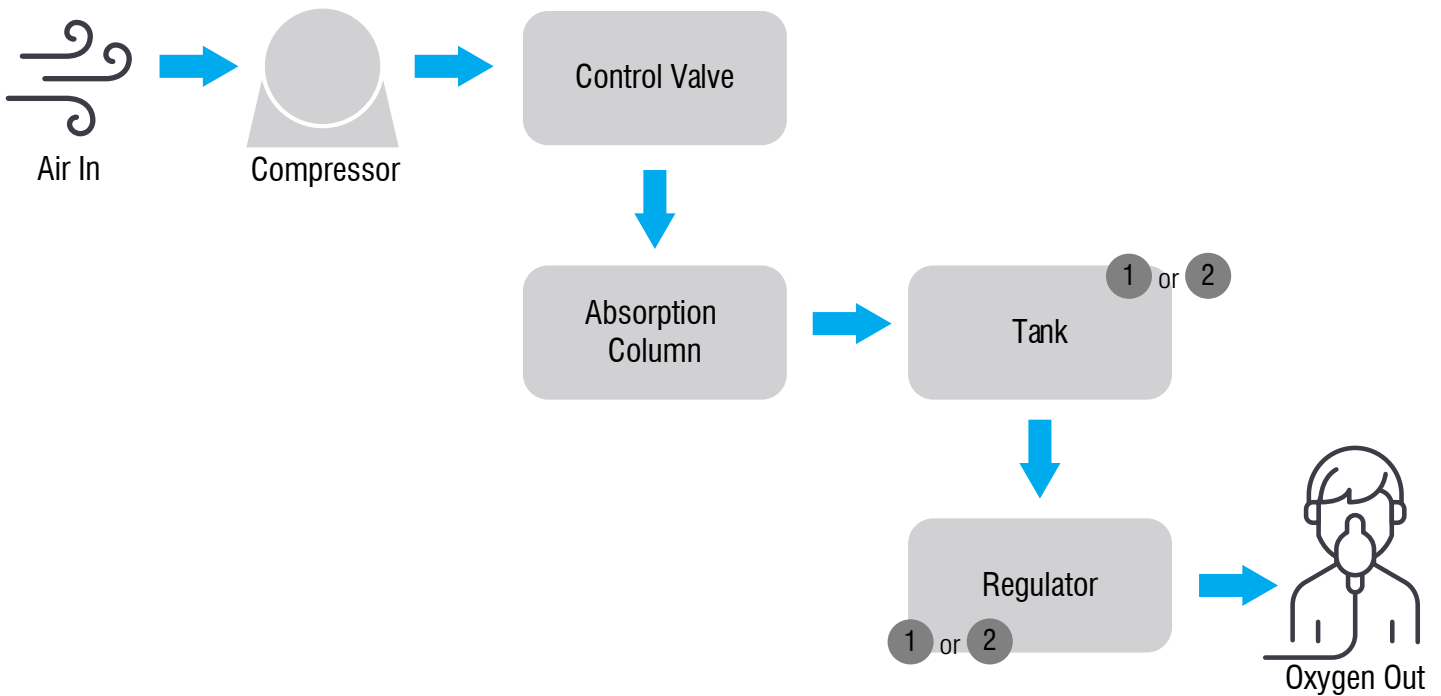 Air In
Compressor
Control Valve
Absorption
Column
1 or 2
Tank
Regulator
1 or 2
Oxygen Out